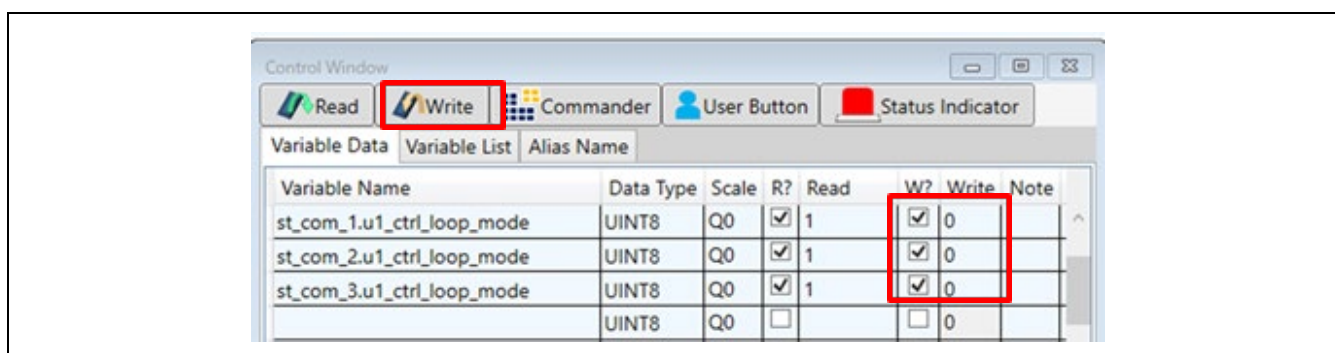 Control Window
Read Write Commander User Button Status Indicator
Variable Data Variable List Alias Name
Variable Name Data Type Scale R? Read W? Write Note
st_com_1.u1_ctrl_loop_mode UINT8 Q0 1 0
st_com_2.u1_ctrl_loop_mode UINT8 Q0 1 0
st_com_3.u1_ctrl_loop_mode UINT8 Q0 1 0
UINT8 Q0 0